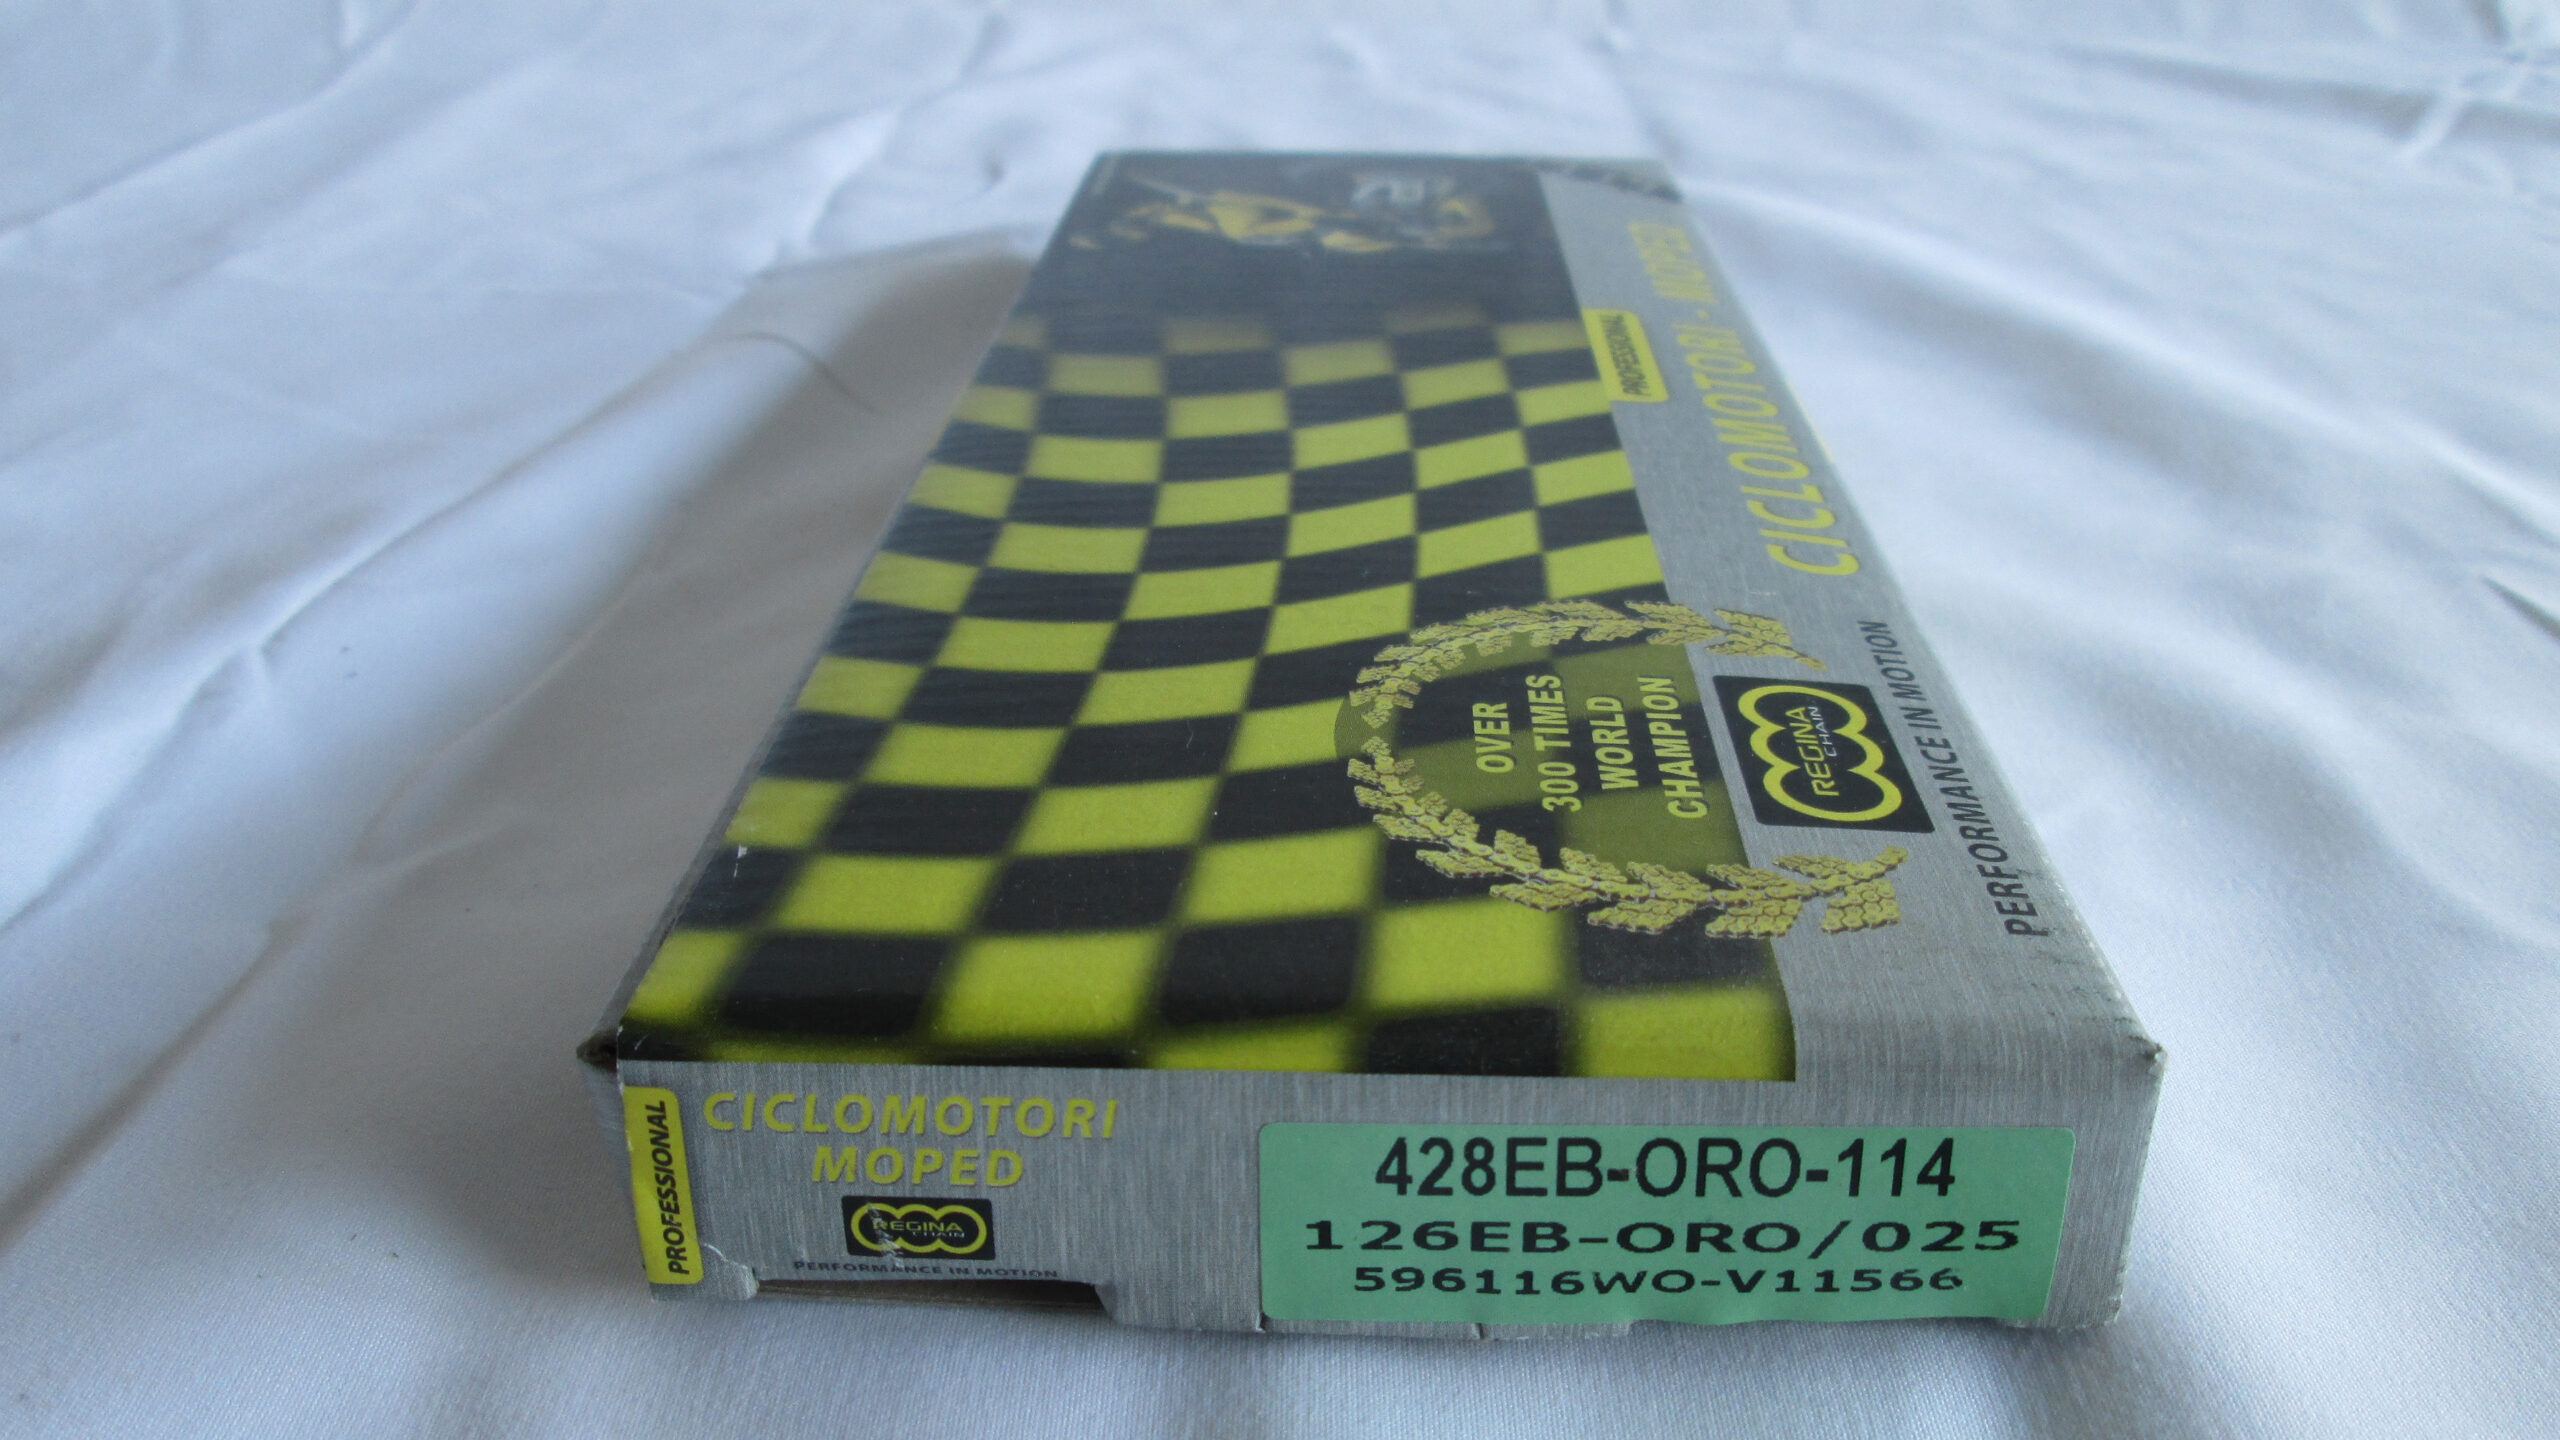 PROFESSIONAL
CICLOMOTORI - MOPED
OVER
300 TIMES
WORLD
CHAMPION
REGINA
CHAIN
PERFORMANCE IN MOTION
PROFESSIONAL
CICLOMOTORI
MOPED
REGINA
CHAIN
PERFORMANCE IN MOTION
428EB-ORO-114
126EB-ORO/025
596116WO-V11566